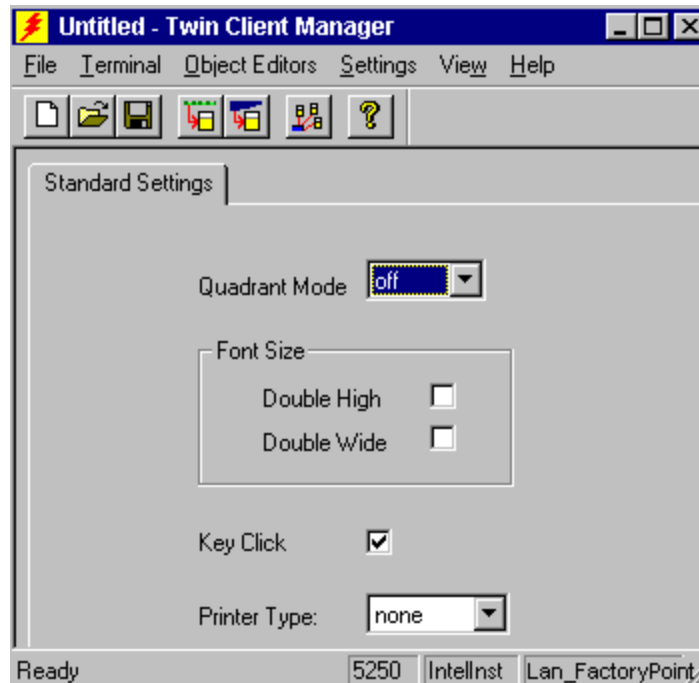 Untitled - Twin Client Manager
File Terminal Object Editors Settings View Help
Standard Settings
Quadrant Mode off
Font Size
Double High
Double Wide
Key Click
Printer Type: none
Ready 5250 IntelInst Lan_FactoryPoint